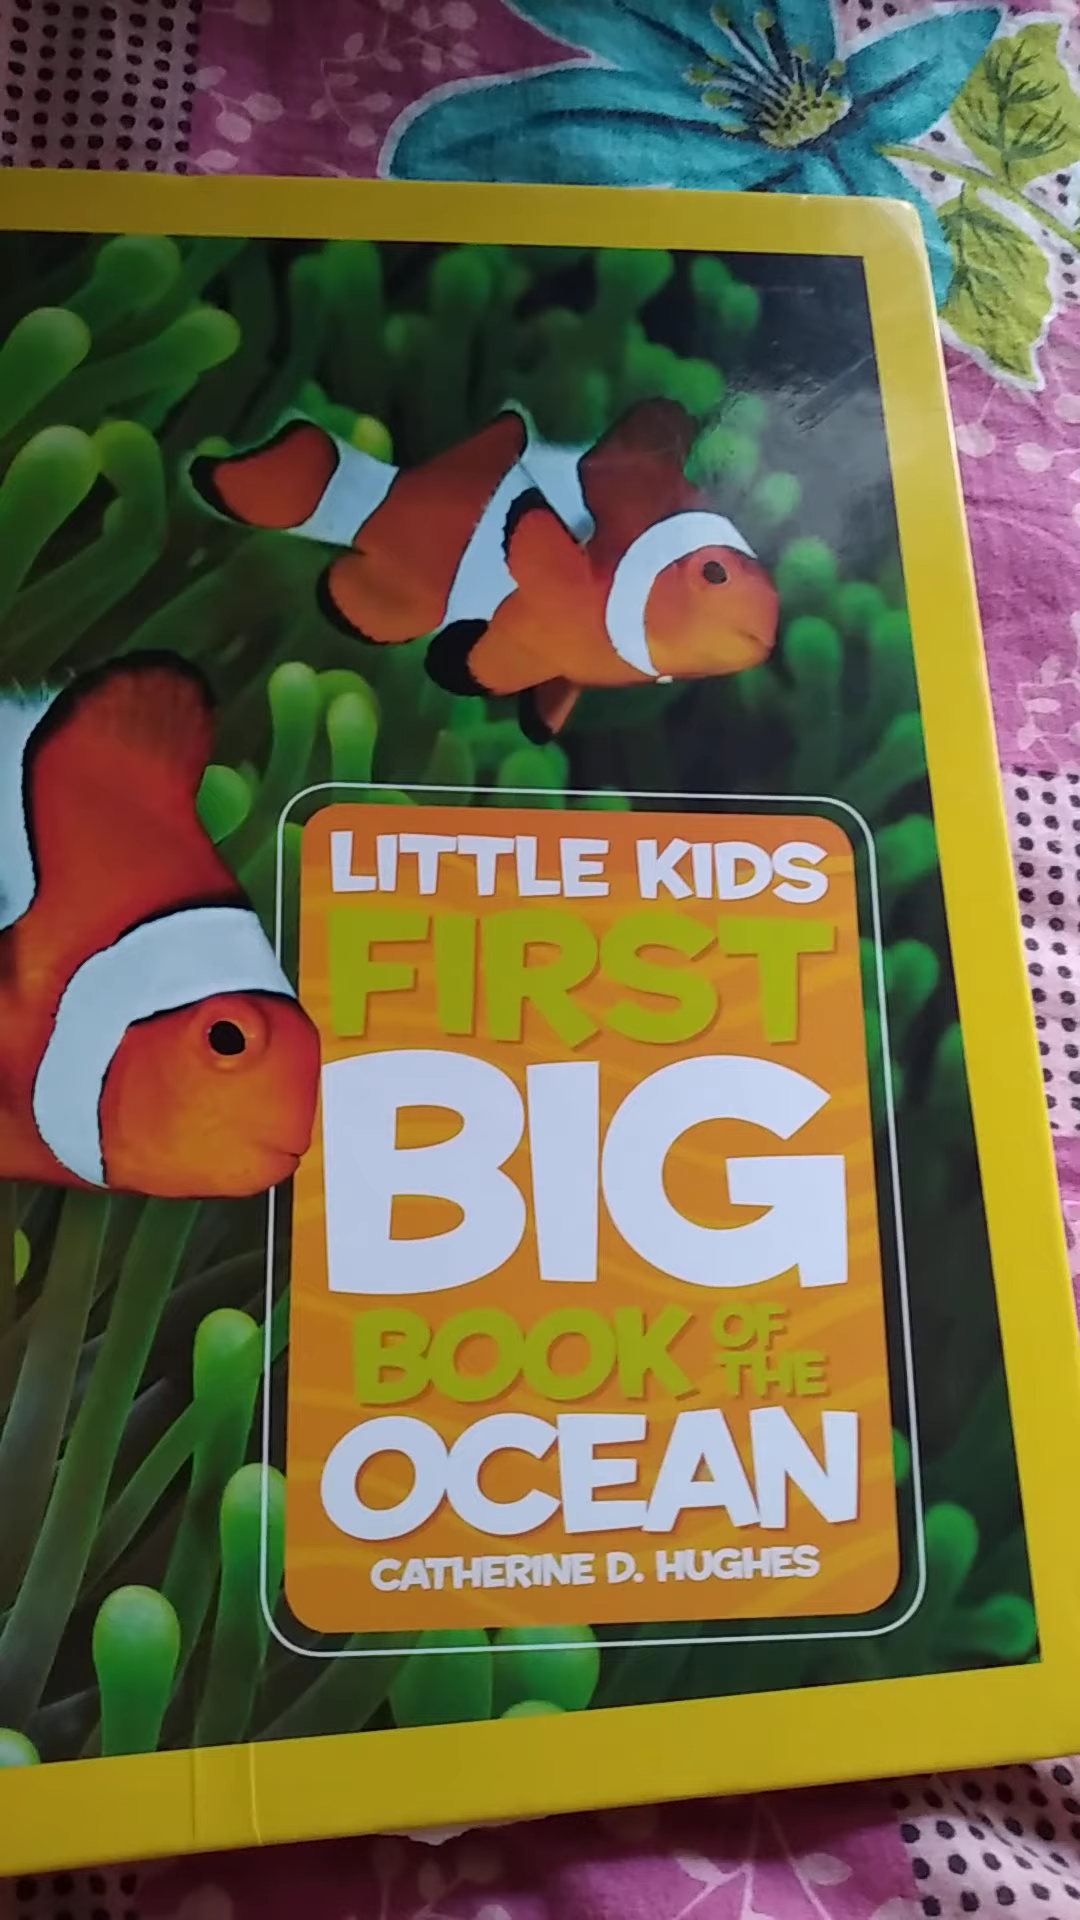 LITTLE KIDS
FIRST
BIG
BOOK OF THE
OCEAN
CATHERINE D. HUGHES